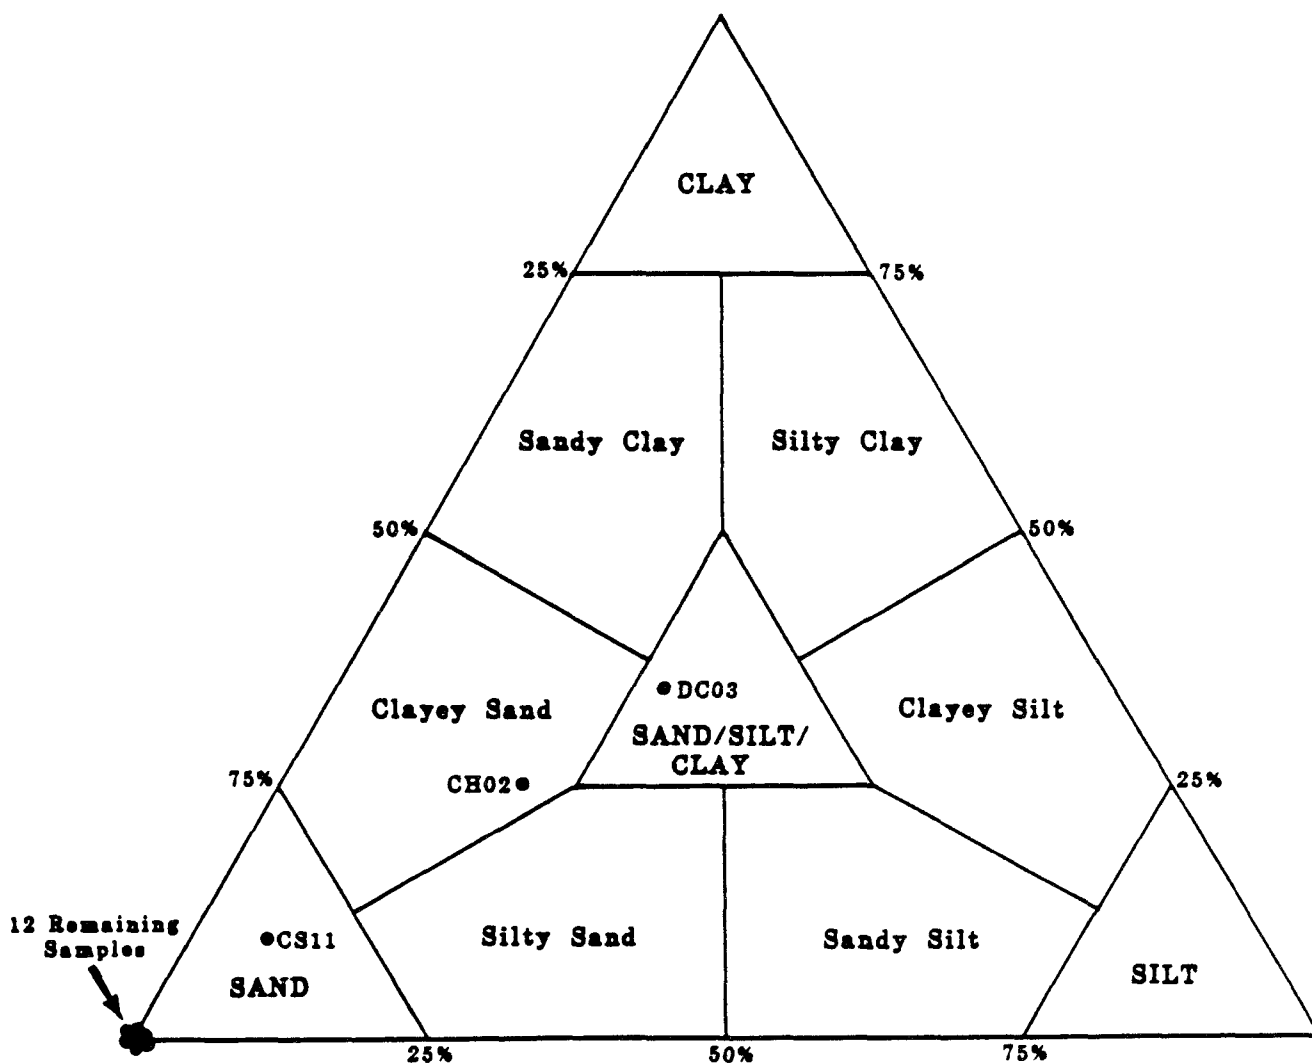 CLAY
25%
75%
Sandy Clay
Silty Clay
50%
50%
DC03
Clayey Sand
Clayey Silt
SAND/SILT/
CLAY
75%
CH02
25%
12 Remaining
Samples
CS11
Silty Sand
Sandy Silt
SAND
SILT
25%
50%
75%